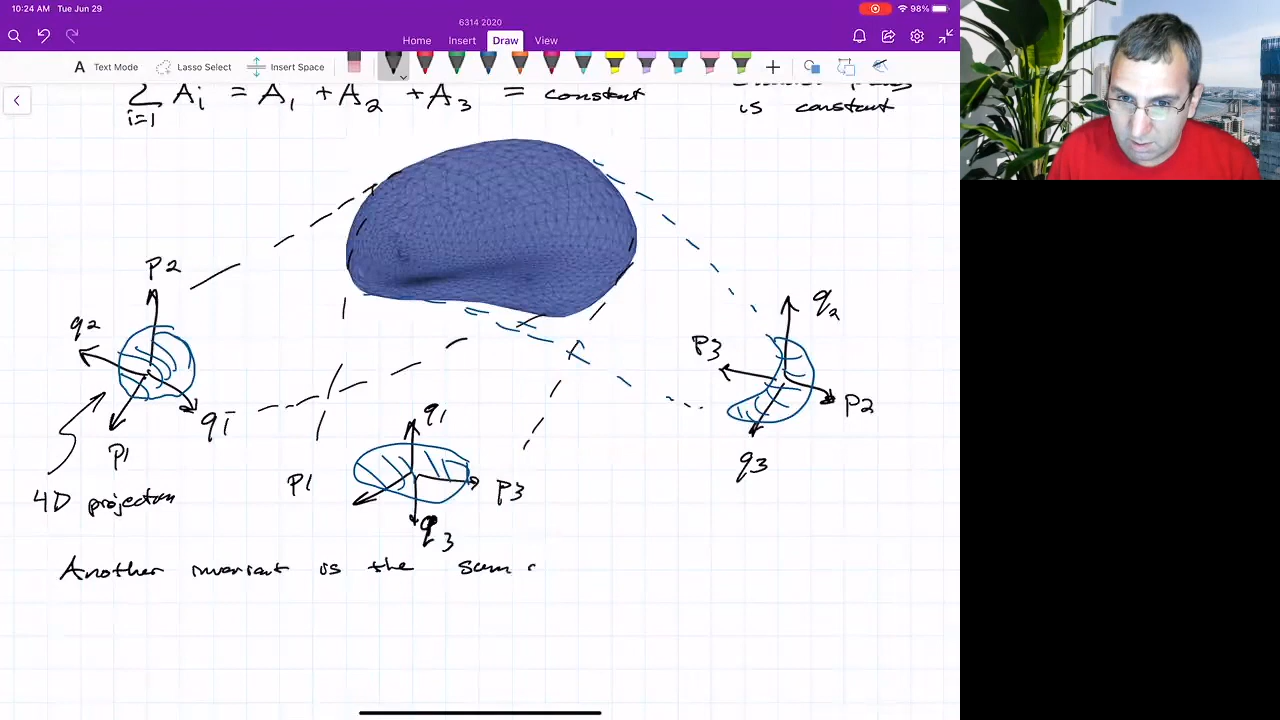 10:24 AM Tue Jun 29
98%
6314 2020
Home Insert Draw View
Text Mode Lasso Select Insert Space
3
Σ Ai = A1 + A2 + A3 = constant
i=1
is constant
P2
q2
q1
P1
4D projection
q1
P1
P3
q3
q2
P3
P2
q3
Another invariant is the sum